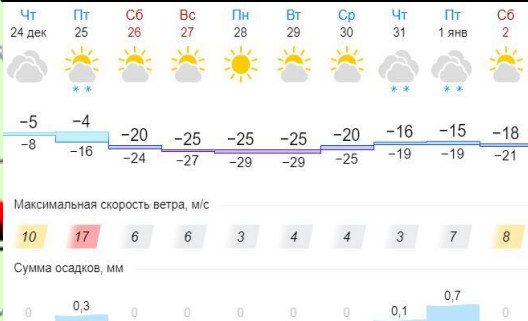 Чт Пт Сб Вс Пн Вт Ср Чт Пт Сб
24 дек 25 26 27 28 29 30 31 1 янв 2
−5 −4 −20 −25 −25 −25 −20 −16 −15 −18
−8 −16 −24 −27 −29 −29 −25 −19 −19 −21
Максимальная скорость ветра, м/с
10 17 6 6 3 4 4 3 7 8
Сумма осадков, мм
0 0,3 0 0 0 0 0 0,1 0,7 0